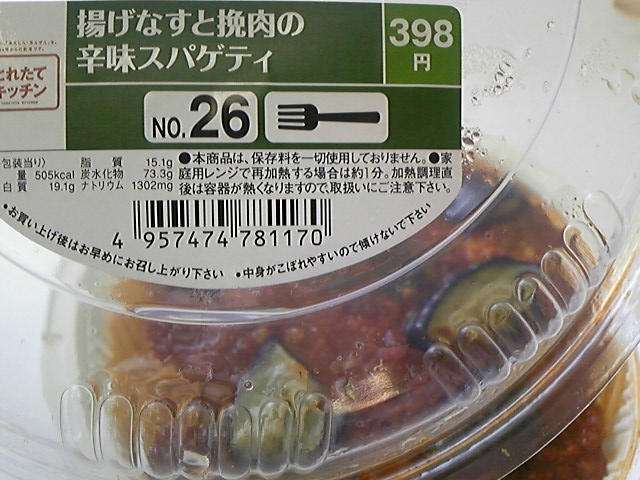 揚げなすと挽肉の
辛味スパゲティ
398
円
とれたて
キッチン
NO.26
包装当り) 脂質 15.1g
量 505kcal 炭水化物 73.3g
白質 19.1g ナトリウム 1302mg
●本商品は、保存料を一切使用しておりません。●家
庭用レンジで再加熱する場合は約1分。加熱調理直
後は容器が熱くなりますので、取扱いにご注意下さい。
4 957474 781170
•お買い上げ後はお早めにお召し上がり下さい •中身がこぼれやすいので傾けないで下さい